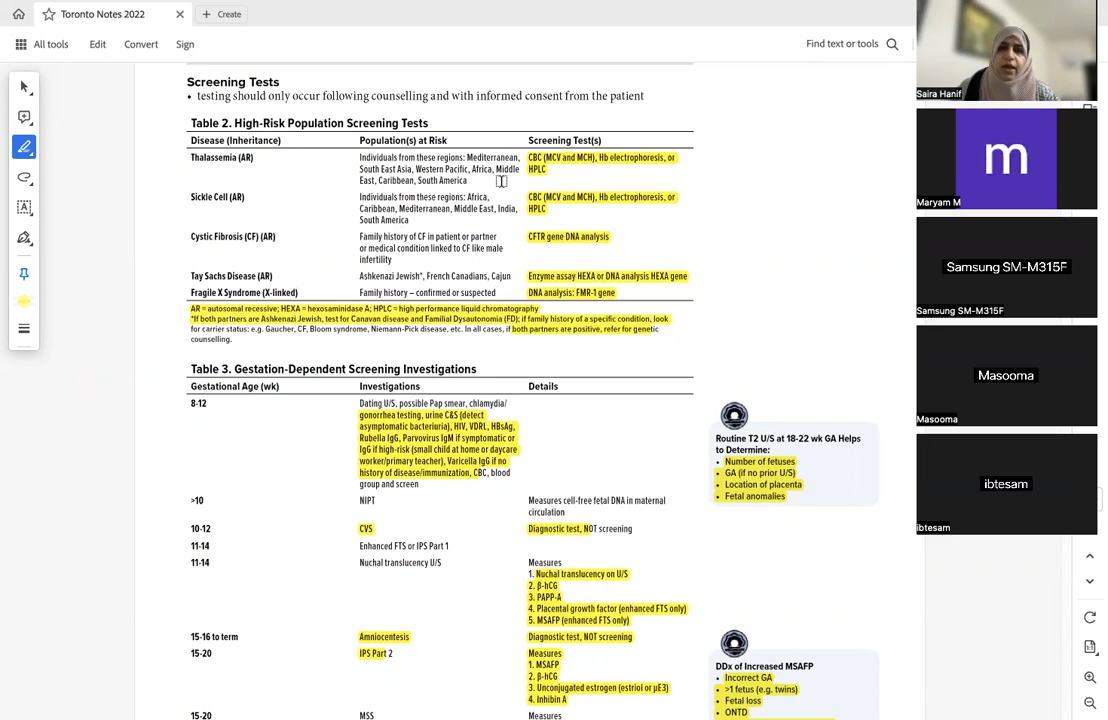 Toronto Notes 2022
Create
All tools
Edit
Convert
Sign
Find text or tools
Screening Tests
• testing should only occur following counselling and with informed consent from the patient
Table 2. High-Risk Population Screening Tests
Disease (Inheritance) Population(s) at Risk Screening Test(s)
Thalassemia (AR) Individuals from these regions: Mediterranean, CBC (MCV and MCH), Hb electrophoresis, or
South East Asia, Western Pacific, Africa, Middle HPLC
East, Caribbean, South America
Sickle Cell (AR) Individuals from these regions: Africa, CBC (MCV and MCH), Hb electrophoresis, or
Caribbean, Mediterranean, Middle East, India, HPLC
South America
Cystic Fibrosis (CF) (AR) Family history of CF in patient or partner CFTR gene DNA analysis
or medical condition linked to CF like male
infertility
Tay Sachs Disease (AR) Ashkenazi Jewish*, French Canadians, Cajun Enzyme assay HEXA or DNA analysis HEXA gene
Fragile X Syndrome (X-linked) Family history – confirmed or suspected DNA analysis: FMR-1 gene
AR = autosomal recessive; HEXA = hexosaminidase A; HPLC = high performance liquid chromatography
*If both partners are Ashkenazi Jewish, test for Canavan disease and Familial Dysautonomia (FD); if family history of a specific condition, look
for carrier status: e.g. Gaucher, CF, Bloom syndrome, Niemann-Pick disease, etc. In all cases, if both partners are positive, refer for genetic
counselling.
Table 3. Gestation-Dependent Screening Investigations
Gestational Age (wk) Investigations Details
8-12 Dating U/S, possible Pap smear, chlamydia/
gonorrhea testing, urine C&S (detect
asymptomatic bacteriuria), HIV, VDRL, HBsAg,
Rubella IgG, Parvovirus IgM if symptomatic or
IgG if high-risk (small child at home or daycare
worker/primary teacher), Varicella IgG if no
history of disease/immunization, CBC, blood
group and screen
>10 NIPT Measures cell-free fetal DNA in maternal
circulation
10-12 CVS Diagnostic test, NOT screening
11-14 Enhanced FTS or IPS Part 1
11-14 Nuchal translucency U/S Measures
1. Nuchal translucency on U/S
2. β-hCG
3. PAPP-A
4. Placental growth factor (enhanced FTS only)
5. MSAFP (enhanced FTS only)
15-16 to term Amniocentesis Diagnostic test, NOT screening
15-20 IPS Part 2 Measures
1. MSAFP
2. β-hCG
3. Unconjugated estrogen (estriol or µE3)
4. Inhibin A
15-20 MSS Measures
Routine T2 U/S at 18-22 wk GA Helps
to Determine:
• Number of fetuses
• GA (if no prior U/S)
• Location of placenta
• Fetal anomalies
DDx of Increased MSAFP
• Incorrect GA
• >1 fetus (e.g. twins)
• Fetal loss
• ONTD
Saira Hanif
m
Maryam M
Samsung SM-M315F
Samsung SM-M315F
Masooma
Masooma
ibtesam
ibtesam